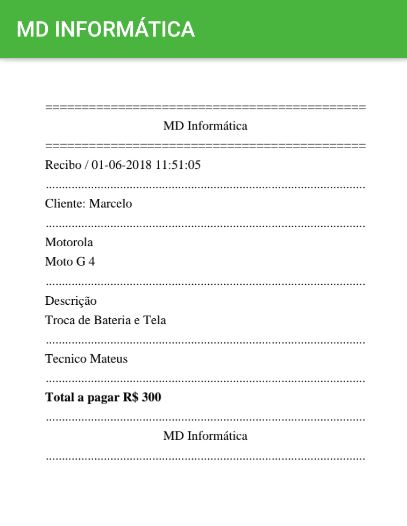 MD INFORMÁTICA
============================================
MD Informática
============================================
Recibo / 01-06-2018 11:51:05
................................................................................................
Cliente: Marcelo
................................................................................................
Motorola
Moto G 4
................................................................................................
Descrição
Troca de Bateria e Tela
................................................................................................
Tecnico Mateus
................................................................................................
Total a pagar R$ 300
................................................................................................
MD Informática
................................................................................................